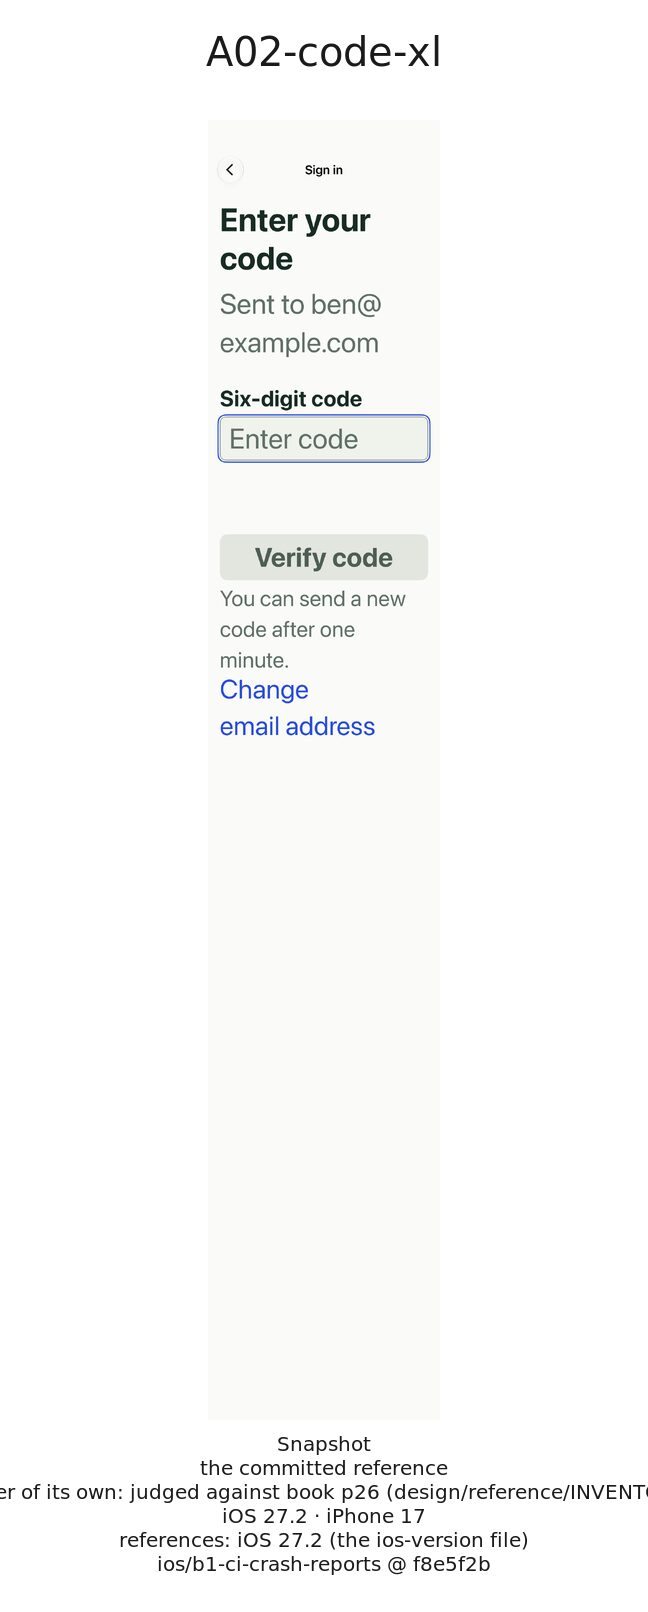 A02-code-xl
Sign in
Enter your
code
Sent to ben@
example.com
Six-digit code
Enter code
Verify code
You can send a new
code after one
minute.
Change
email address
Snapshot
the committed reference
of its own: judged against book p26 (design/reference/
iOS 27.2 · iPhone 17
references: iOS 27.2 (the ios-version file)
ios/b1-ci-crash-reports @ f8e5f2b